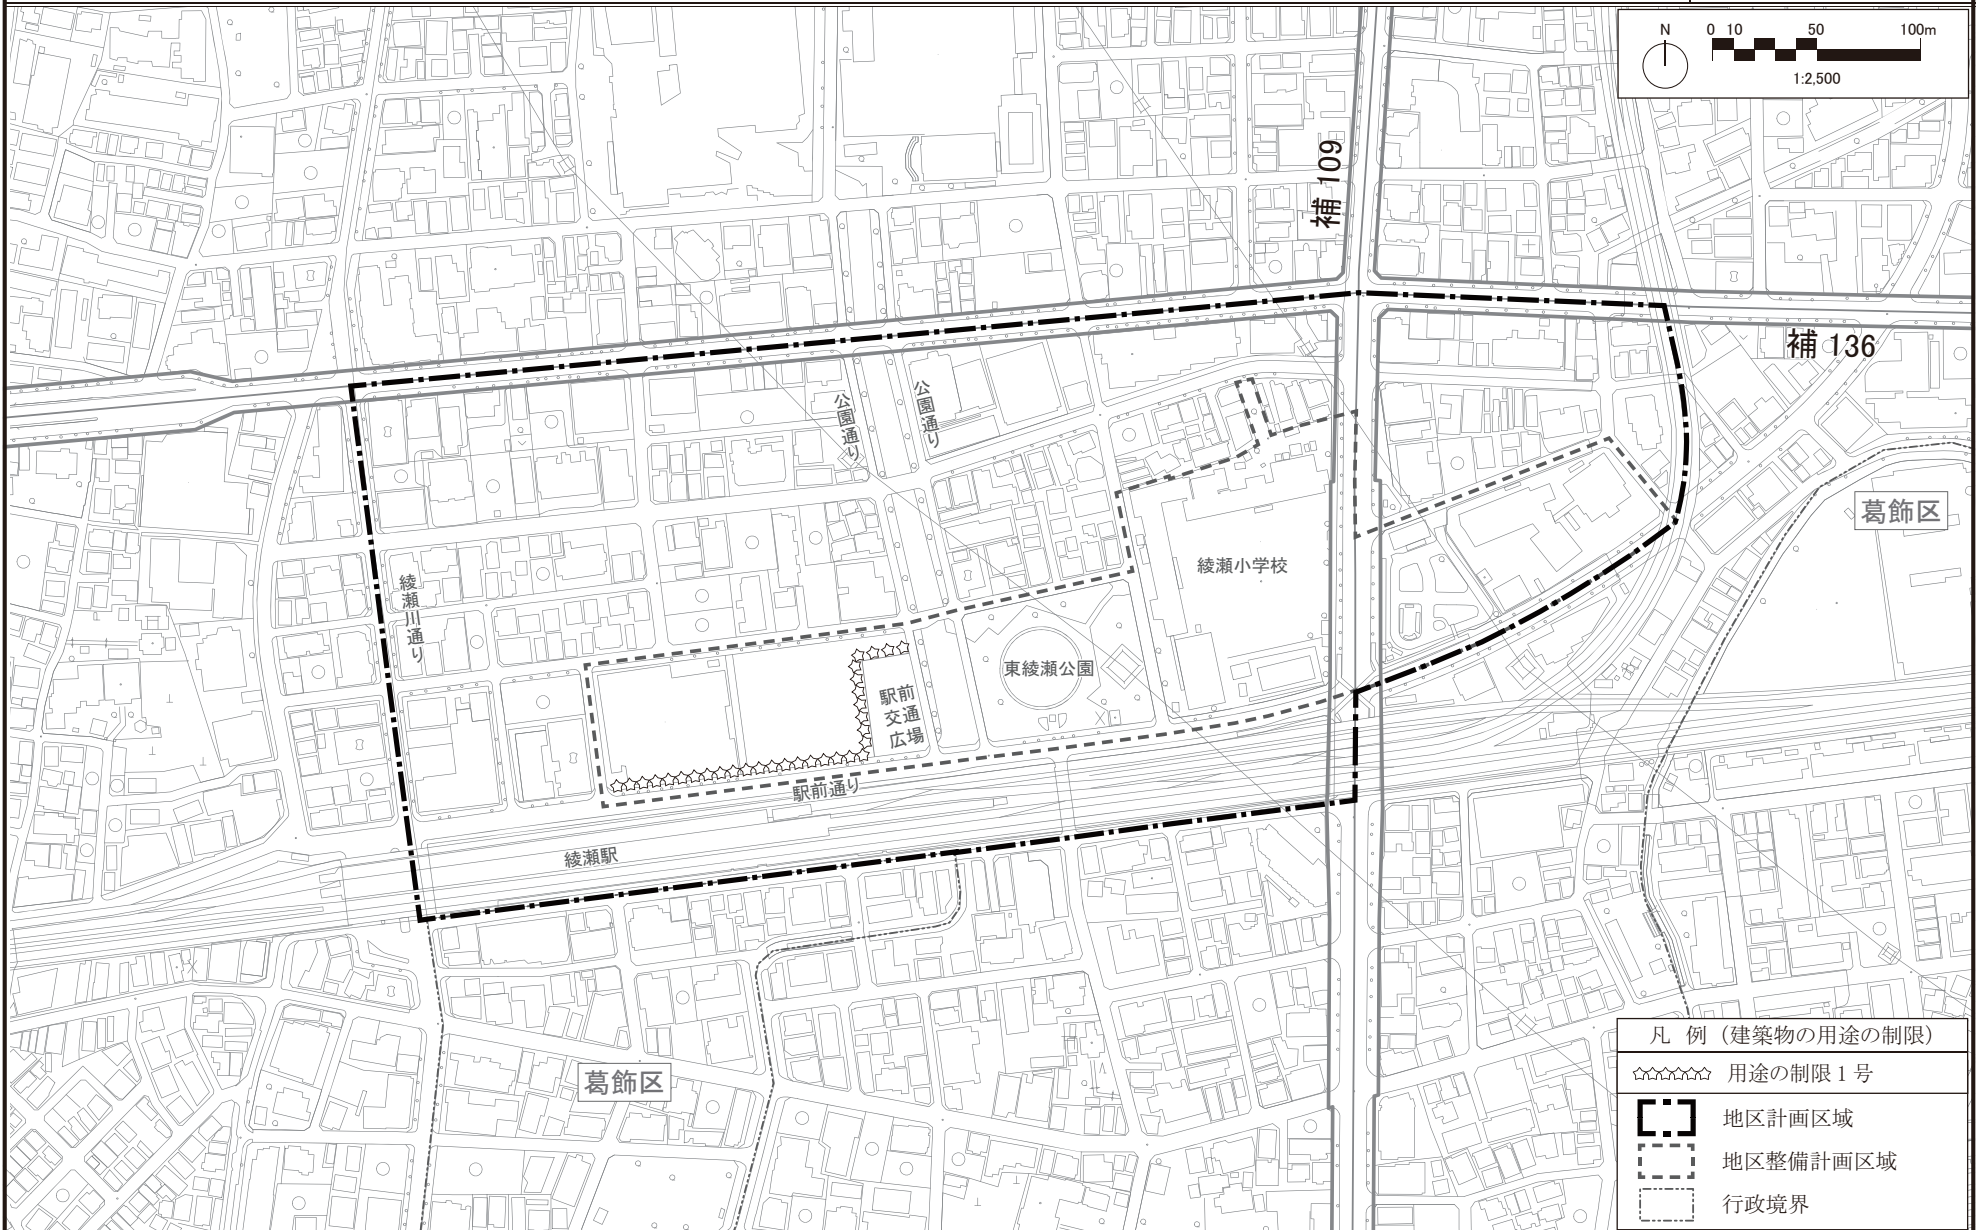 N
0 10 50 100m
1:2,500
補 109
補 136
公園通り
公園通り
葛飾区
綾瀬小学校
綾瀬川通り
東綾瀬公園
駅前
交通
広場
駅前通り
綾瀬駅
葛飾区
凡 例（建築物の用途の制限）
用途の制限１号
地区計画区域
地区整備計画区域
行政境界